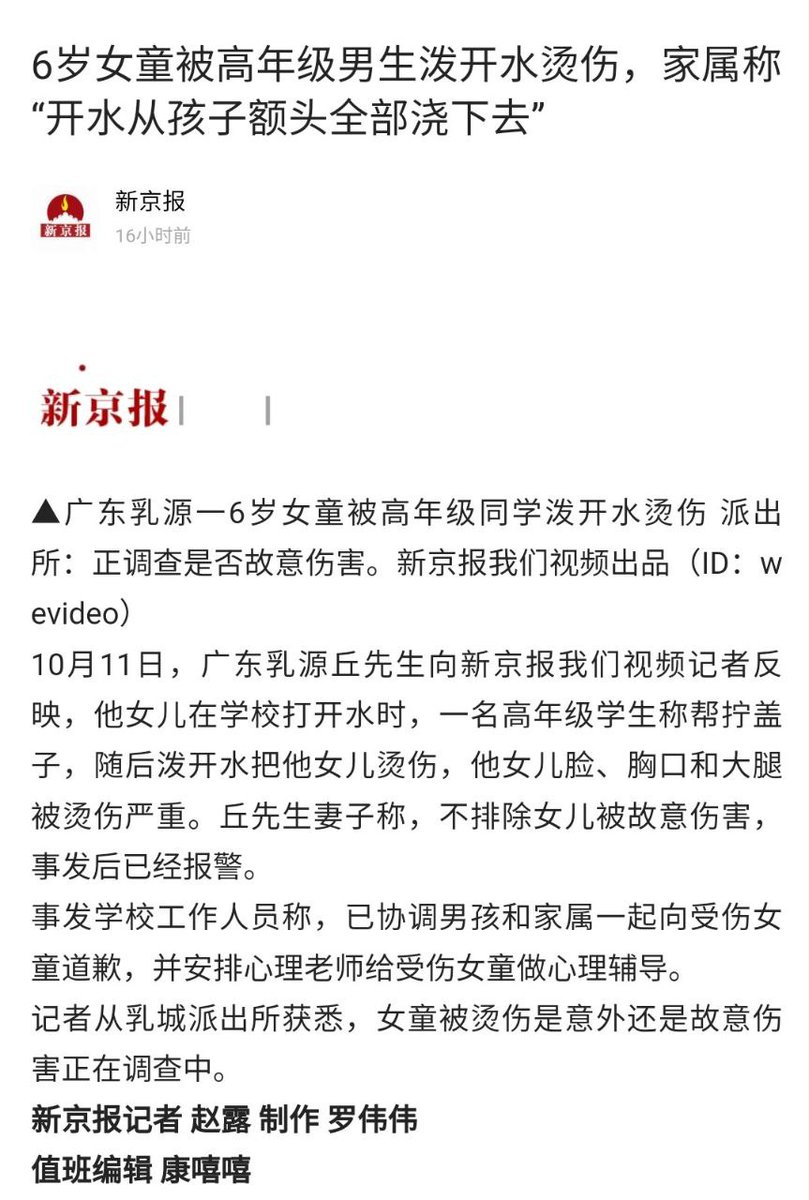 6岁女童被高年级男生泼开水烫伤，家属称
“开水从孩子额头全部浇下去”
新京报
新京报
16小时前
新京报
▲广东乳源一6岁女童被高年级同学泼开水烫伤 派出
所：正调查是否故意伤害。新京报我们视频出品（ID：w
evideo）
10月11日，广东乳源丘先生向新京报我们视频记者反
映，他女儿在学校打开水时，一名高年级学生称帮拧盖
子，随后泼开水把他女儿烫伤，他女儿脸、胸口和大腿
被烫伤严重。丘先生妻子称，不排除女儿被故意伤害，
事发后已经报警。
事发学校工作人员称，已协调男孩和家属一起向受伤女
童道歉，并安排心理老师给受伤女童做心理辅导。
记者从乳城派出所获悉，女童被烫伤是意外还是故意伤
害正在调查中。
新京报记者 赵露 制作 罗伟伟
值班编辑 康嘻嘻